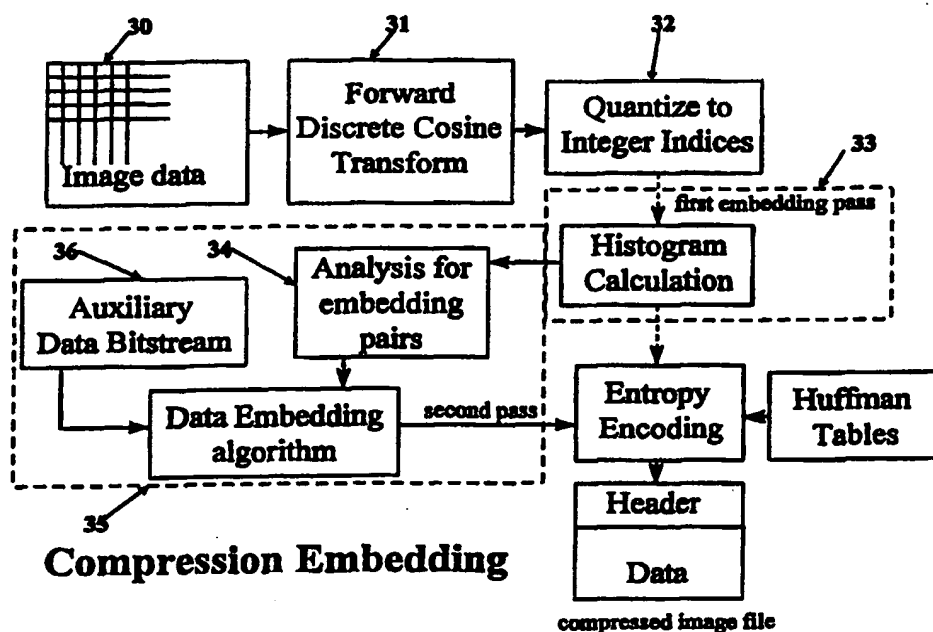 30
31
32
Image data
Forward
Discrete Cosine
Transform
Quantize to
Integer Indices
33
first embedding pass
Histogram
Calculation
36
34
Auxiliary
Data Bitstream
Analysis for
embedding
pairs
Data Embedding
algorithm
second pass
35
Entropy
Encoding
Huffman
Tables
Header
Data
compressed image file
Compression Embedding